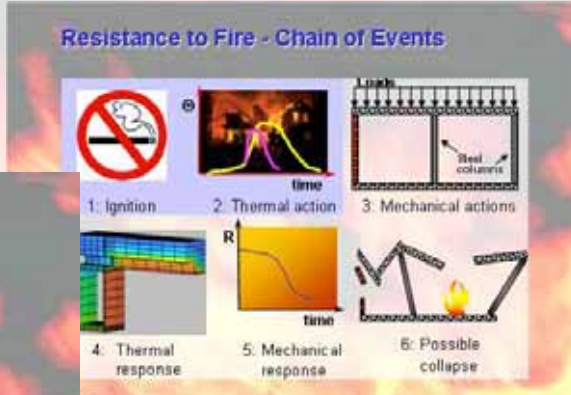 Resistance to Fire - Chain of Events
Θ
time
Loads
Steel
columns
1: Ignition
2: Thermal action
3: Mechanical actions
R
time
4: Thermal
response
5: Mechanical
response
6: Possible
collapse